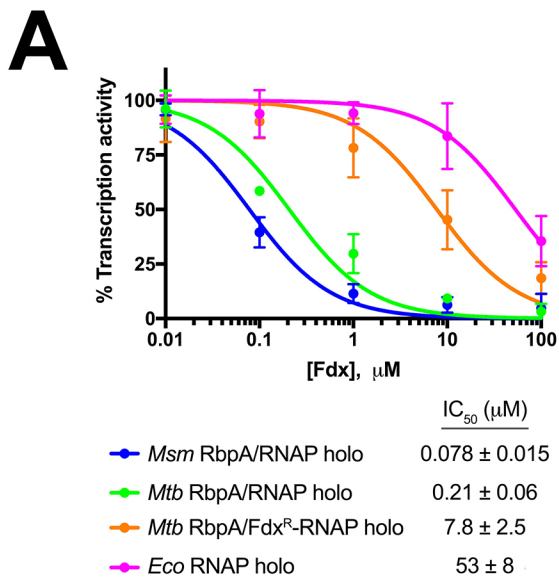 A
% Transcription activity
100
75
50
25
0
0.01 0.1 1 10 100
[Fdx], μM
IC50 (μM)
Msm RbpA/RNAP holo 0.078 ± 0.015
Mtb RbpA/RNAP holo 0.21 ± 0.06
Mtb RbpA/FdxR-RNAP holo 7.8 ± 2.5
Eco RNAP holo 53 ± 8